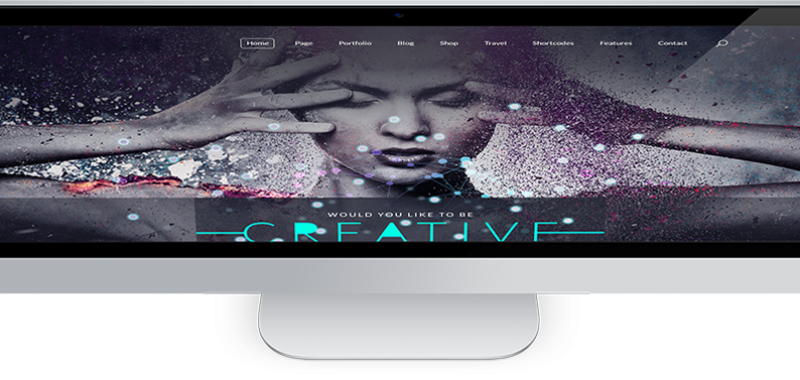 Home Page Portfolio Blog Shop Travel Shortcodes Features Contact
WOULD YOU LIKE TO BE
CREATIVE